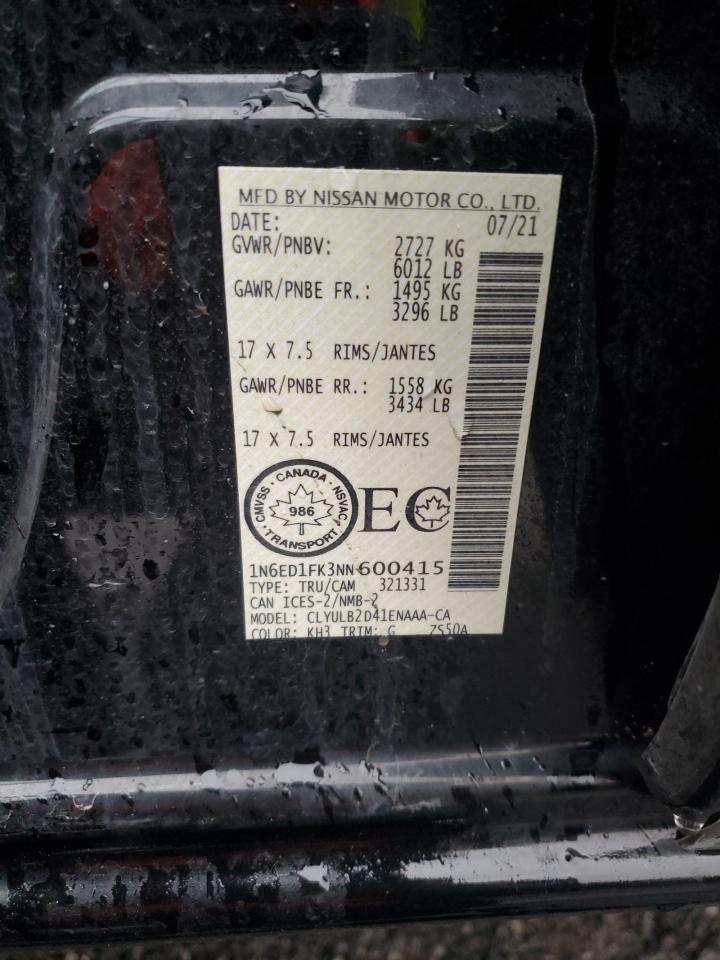 MFD BY NISSAN MOTOR CO., LTD.
DATE: 07/21
GVWR/PNBV: 2727 KG
6012 LB
GAWR/PNBE FR.: 1495 KG
3296 LB
17 X 7.5 RIMS/JANTES
GAWR/PNBE RR.: 1558 KG
3434 LB
17 X 7.5 RIMS/JANTES
CMVSS · CANADA · NSVAC
986
· TRANSPORT ·
EC
1N6ED1FK3NN600415
TYPE: TRU/CAM 321331
CAN ICES-2/NMB-2
MODEL: CLYULB2D41ENAAA-CA
COLOR: KH3 TRIM: G ZS50A